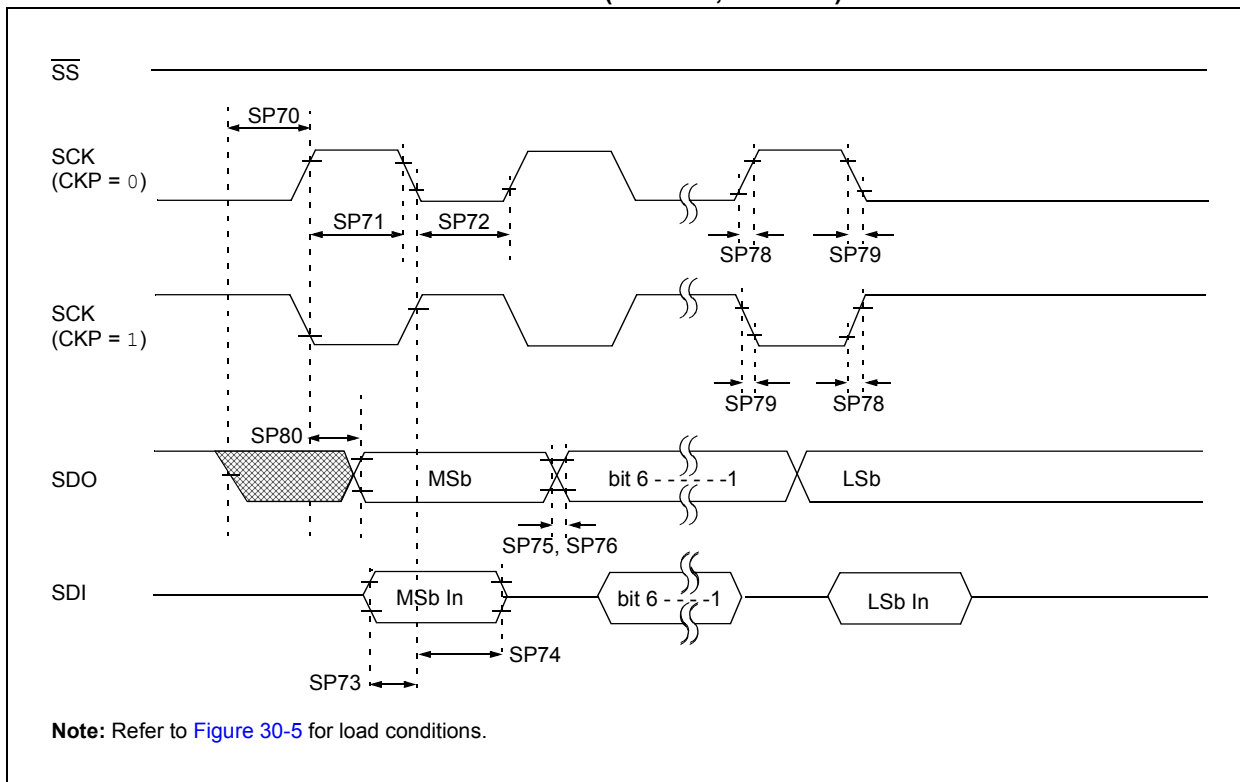 SS
SP70
SCK
(CKP = 0)
SP71
SP72
SP78
SP79
SCK
(CKP = 1)
SP79
SP78
SP80
SDO
MSb
bit 6 - - - - - -1
LSb
SP75, SP76
SDI
MSb In
bit 6 - - - - -1
LSb In
SP74
SP73
Note: Refer to Figure 30-5 for load conditions.